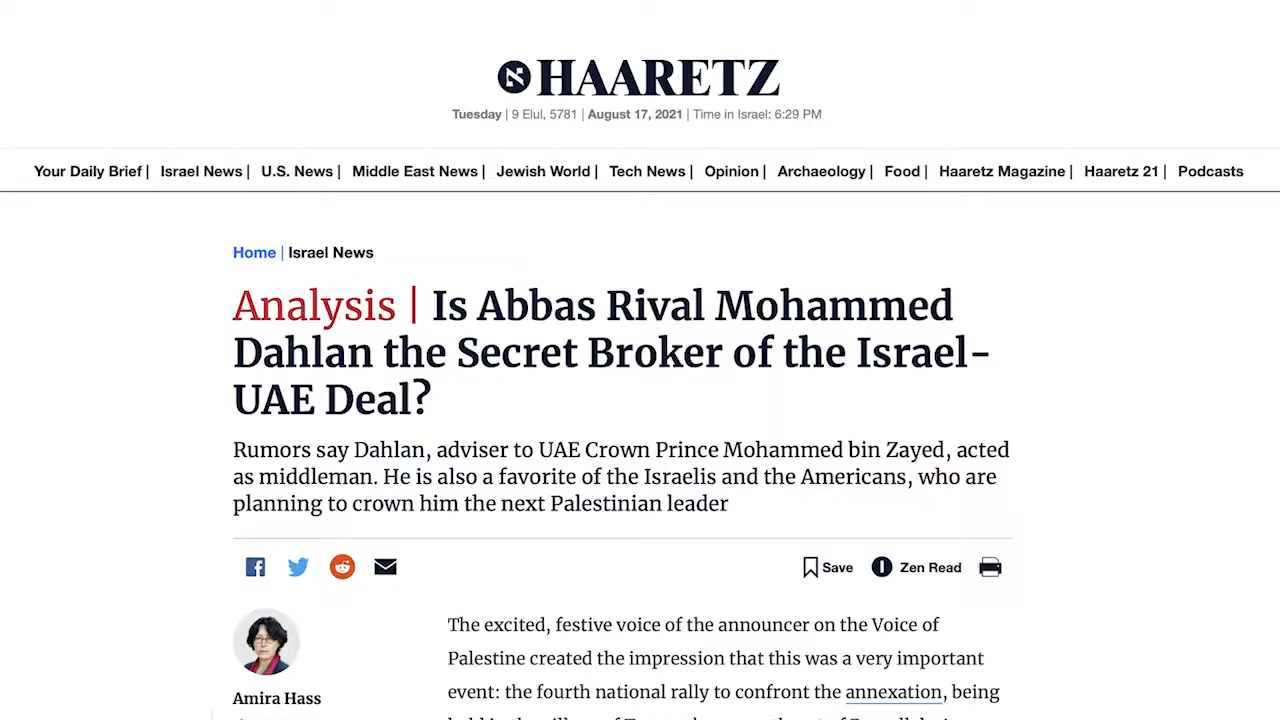 HAARETZ
Tuesday | 9 Elul, 5781 | August 17, 2021 | Time in Israel: 6:29 PM
Your Daily Brief | Israel News | U.S. News | Middle East News | Jewish World | Tech News | Opinion | Archaeology | Food | Haaretz Magazine | Haaretz 21 | Podcasts
Home | Israel News
Analysis | Is Abbas Rival Mohammed
Dahlan the Secret Broker of the Israel-
UAE Deal?
Rumors say Dahlan, adviser to UAE Crown Prince Mohammed bin Zayed, acted
as middleman. He is also a favorite of the Israelis and the Americans, who are
planning to crown him the next Palestinian leader
Save Zen Read
The excited, festive voice of the announcer on the Voice of
Palestine created the impression that this was a very important
event: the fourth national rally to confront the annexation, being
Amira Hass